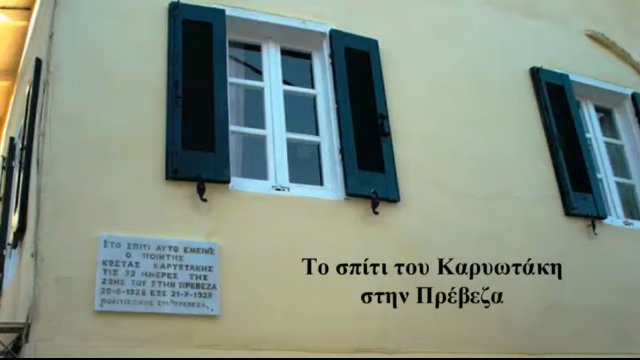 ΣΤΟ ΣΠΙΤΙ ΑΥΤΟ ΕΜΕΙΝΕ
Ο ΠΟΙΗΤΗΣ
ΚΩΣΤΑΣ ΚΑΡΥΩΤΑΚΗΣ
ΤΙΣ 32 ΗΜΕΡΕΣ ΤΗΣ
ΖΩΗΣ ΤΟΥ ΣΤΗΝ ΠΡΕΒΕΖΑ
20-6-1928 ΕΩΣ 21-7-1928
ΠΡΕΒΕΖΑΣ
Το σπίτι του Καρυωτάκη
στην Πρέβεζα